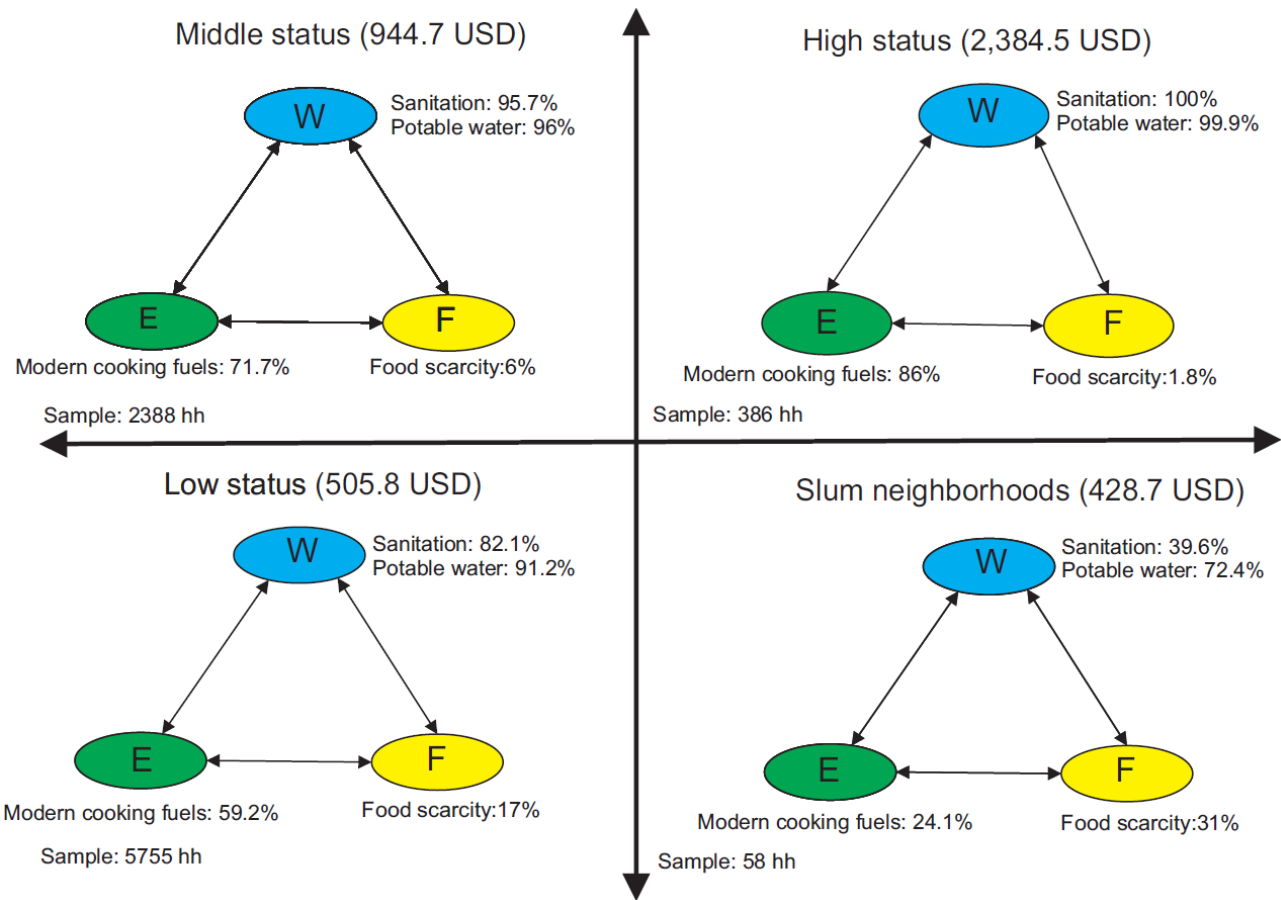 Middle status (944.7 USD)
W
Sanitation: 95.7%
Potable water: 96%
E
F
Modern cooking fuels: 71.7%
Food scarcity:6%
Sample: 2388 hh
High status (2,384.5 USD)
W
Sanitation: 100%
Potable water: 99.9%
E
F
Modern cooking fuels: 86%
Food scarcity:1.8%
Sample: 386 hh
Low status (505.8 USD)
W
Sanitation: 82.1%
Potable water: 91.2%
E
F
Modern cooking fuels: 59.2%
Food scarcity:17%
Sample: 5755 hh
Slum neighborhoods (428.7 USD)
W
Sanitation: 39.6%
Potable water: 72.4%
E
F
Modern cooking fuels: 24.1%
Food scarcity:31%
Sample: 58 hh